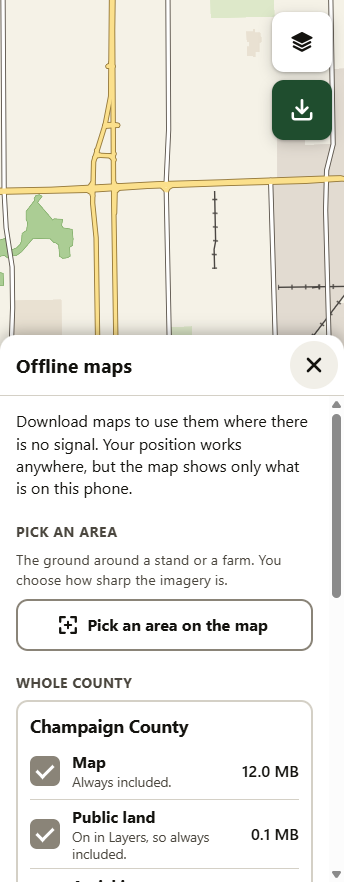 Offline maps
Download maps to use them where there
is no signal. Your position works
anywhere, but the map shows only what
is on this phone.
PICK AN AREA
The ground around a stand or a farm. You
choose how sharp the imagery is.
Pick an area on the map
WHOLE COUNTY
Champaign County
Map
12.0 MB
Always included.
Public land
0.1 MB
On in Layers, so always
included.